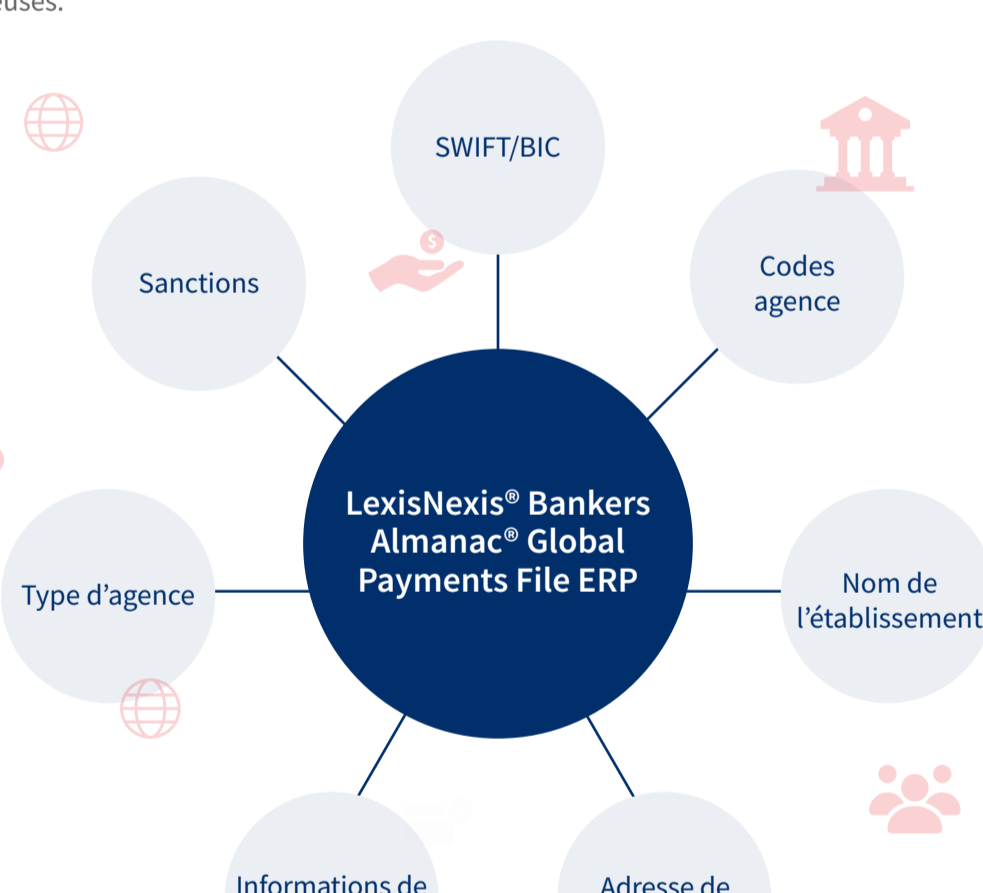 SWIFT/BIC
Sanctions
Codes
agence
LexisNexis® Bankers
Almanac® Global
Payments File ERP
Type d’agence
Nom de
l’établissement
Informations de
Adresse de